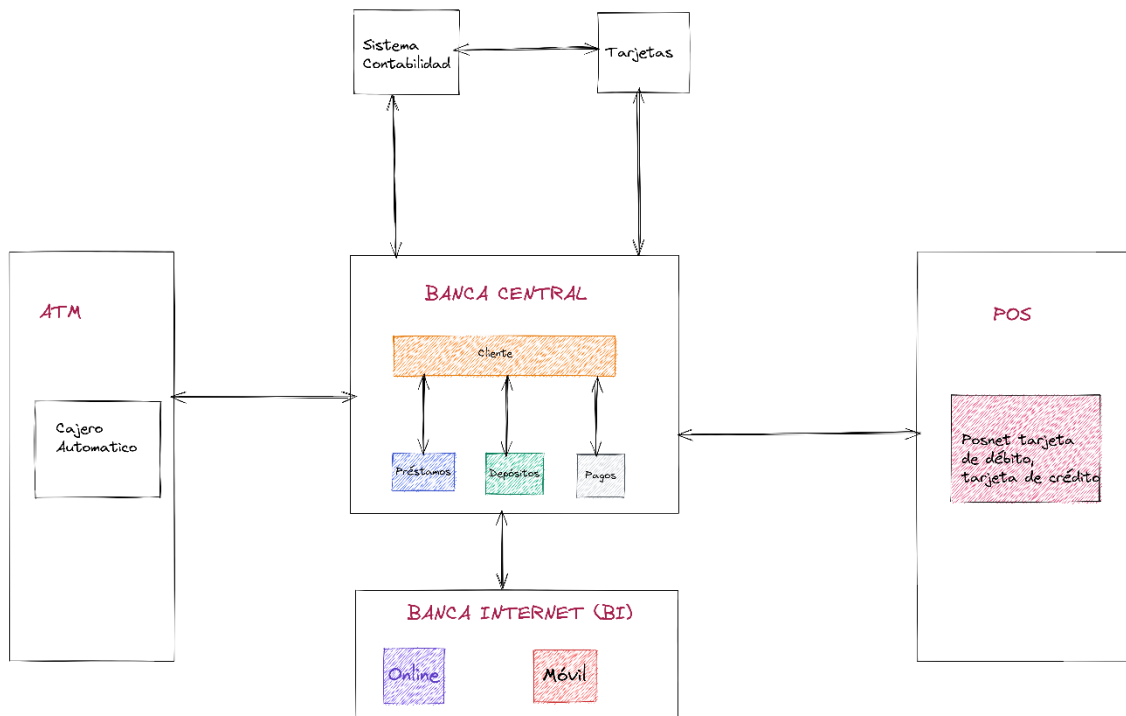 Sistema
Contabilidad
Tarjetas
ATM
Cajero
Automatico
BANCA CENTRAL
Cliente
Préstamos
Depósitos
Pagos
POS
Posnet tarjeta
de débito,
tarjeta de crédito
BANCA INTERNET (BI)
Online
Móvil